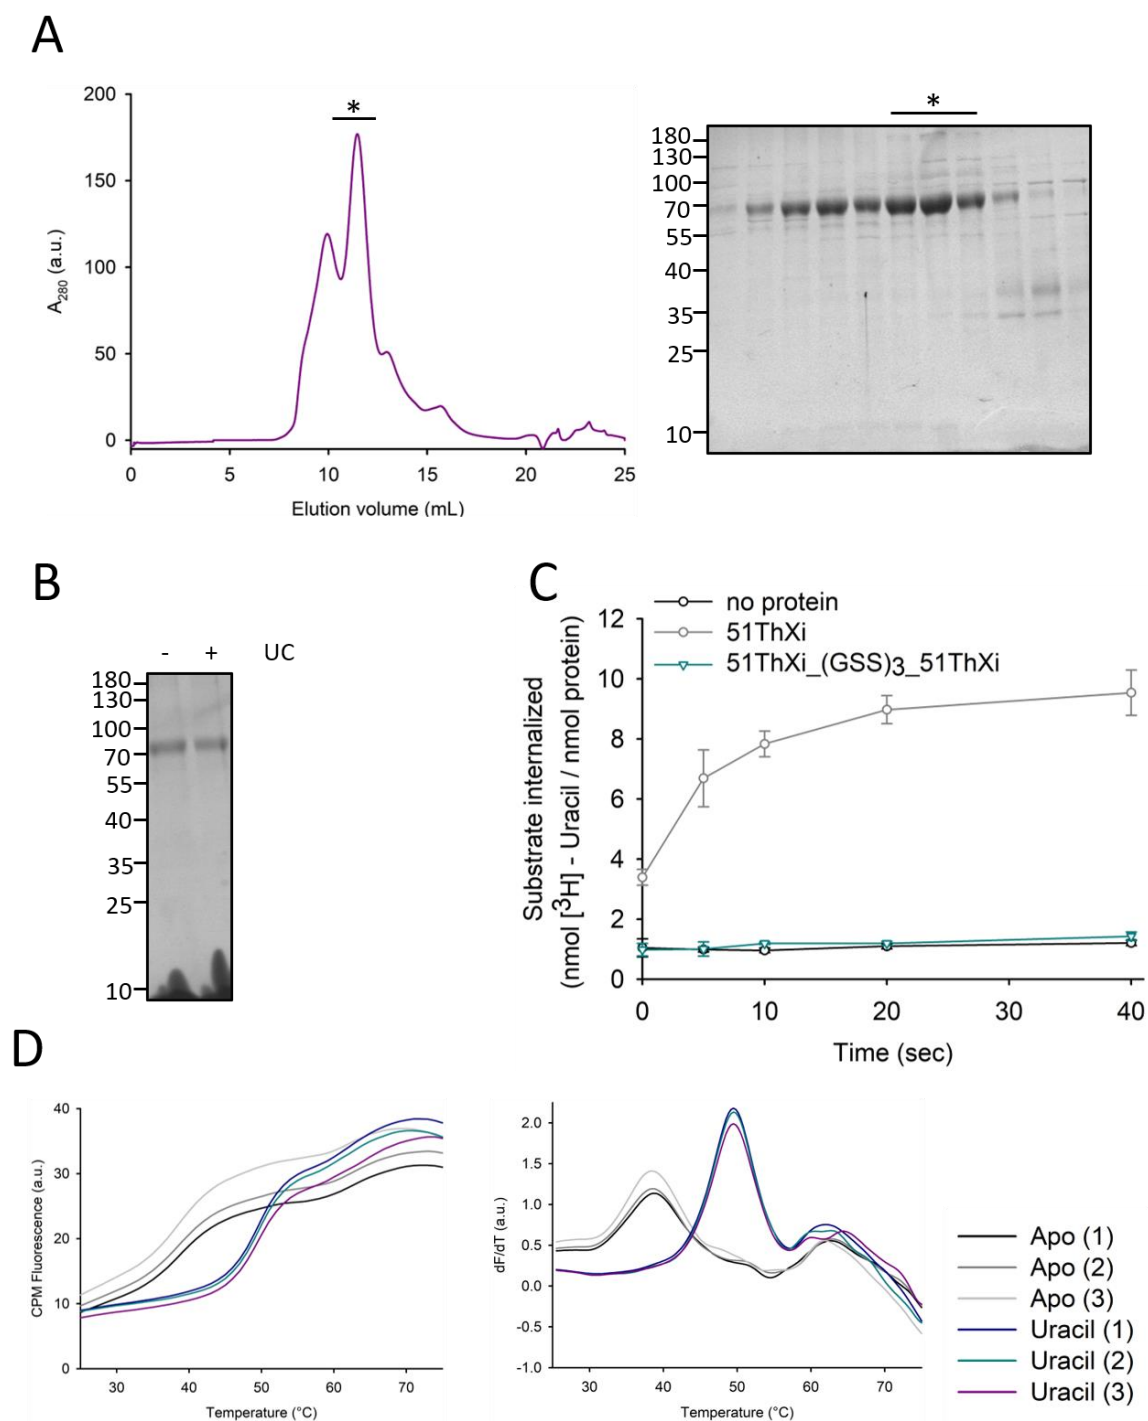 A
200
150
100
50
0
A280 (a.u.)
*
0 5 10 15 20 25
Elution volume (mL)
*
180
130
100
70
55
40
35
25
10
B
- + UC
180
130
100
70
55
40
35
25
10
C
no protein
51ThXi
51ThXi_(GSS)3_51ThXi
Substrate internalized
(nmol [3H] - Uracil / nmol protein)
12
10
8
6
4
2
0
0 10 20 30 40
Time (sec)
D
CPM Fluorescence (a.u.)
40
30
20
10
0
30 40 50 60 70
Temperature (°C)
dF/dT (a.u.)
2.0
1.5
1.0
0.5
0.0
-0.5
-1.0
30 40 50 60 70
Temperature (°C)
Apo (1)
Apo (2)
Apo (3)
Uracil (1)
Uracil (2)
Uracil (3)